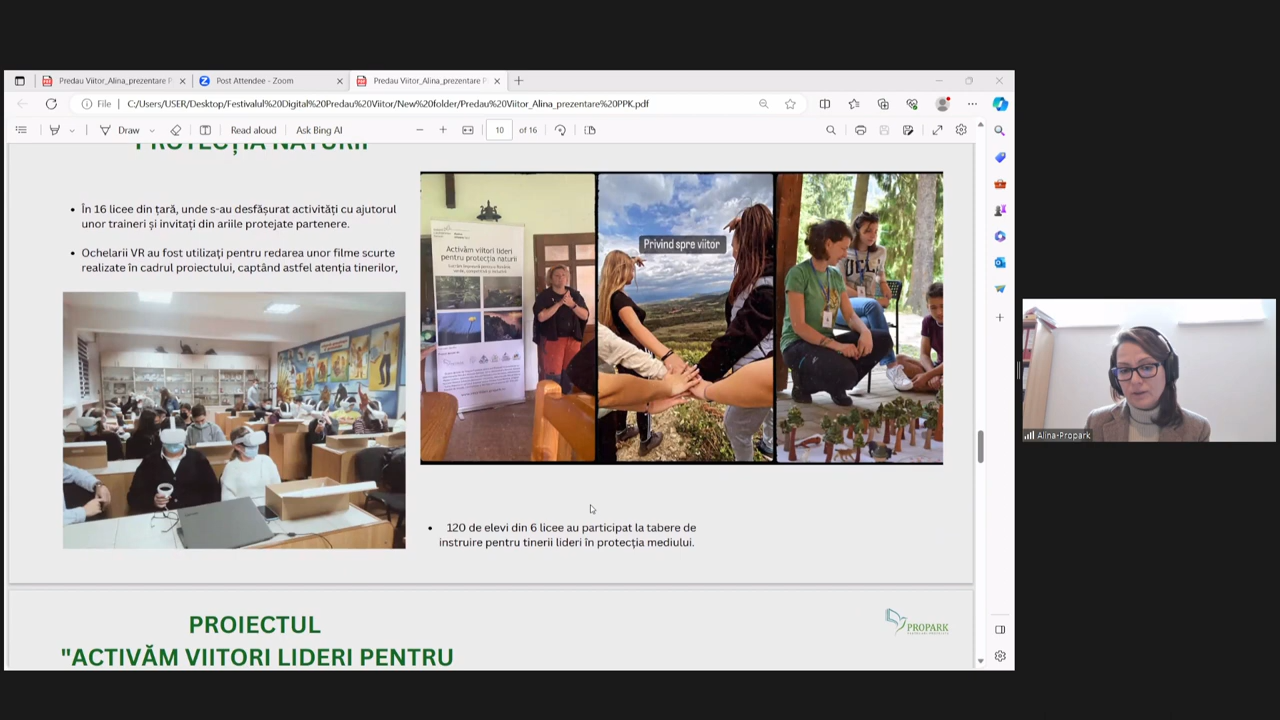 Predau Viitor_Alina_prezentare P
Post Attendee - Zoom
Predau Viitor_Alina_prezentare P
File
C:/Users/USER/Desktop/Festivalul%20Digital%20Predau%20Viitor/New%20folder/Predau%20Viitor_Alina_prezentare%20PPK.pdf
Draw
Read aloud
Ask Bing AI
10
of 16
PROTECȚIA NATURII
• În 16 licee din țară, unde s-au desfășurat activități cu ajutorul
unor traineri și invitați din ariile protejate partenere.
• Ochelarii VR au fost utilizați pentru redarea unor filme scurte
realizate în cadrul proiectului, captând astfel atenția tinerilor,
Activăm viitori lideri
pentru protecția naturii
Privind spre viitor
UCLA
• 120 de elevi din 6 licee au participat la tabere de
instruire pentru tinerii lideri în protecția mediului.
PROIECTUL
"ACTIVĂM VIITORI LIDERI PENTRU
PROPARK
Alina-Propark